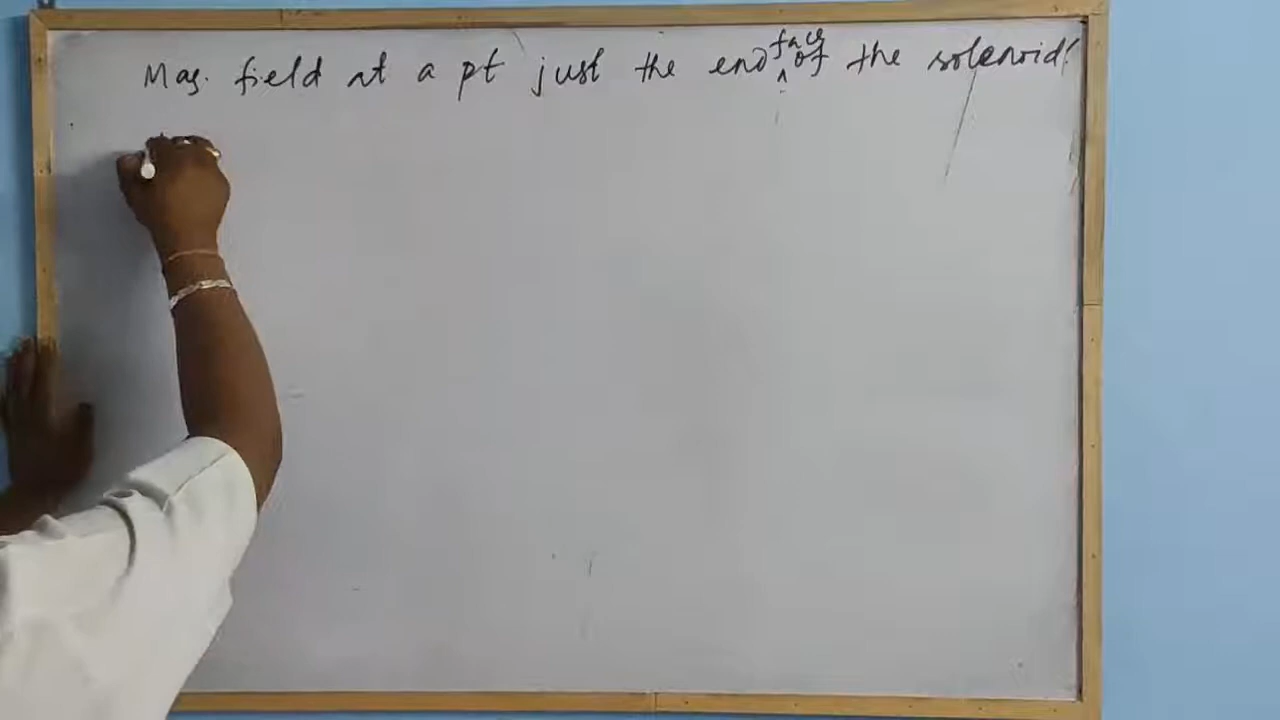 Mag. field at a pt just the end face of the solenoid!